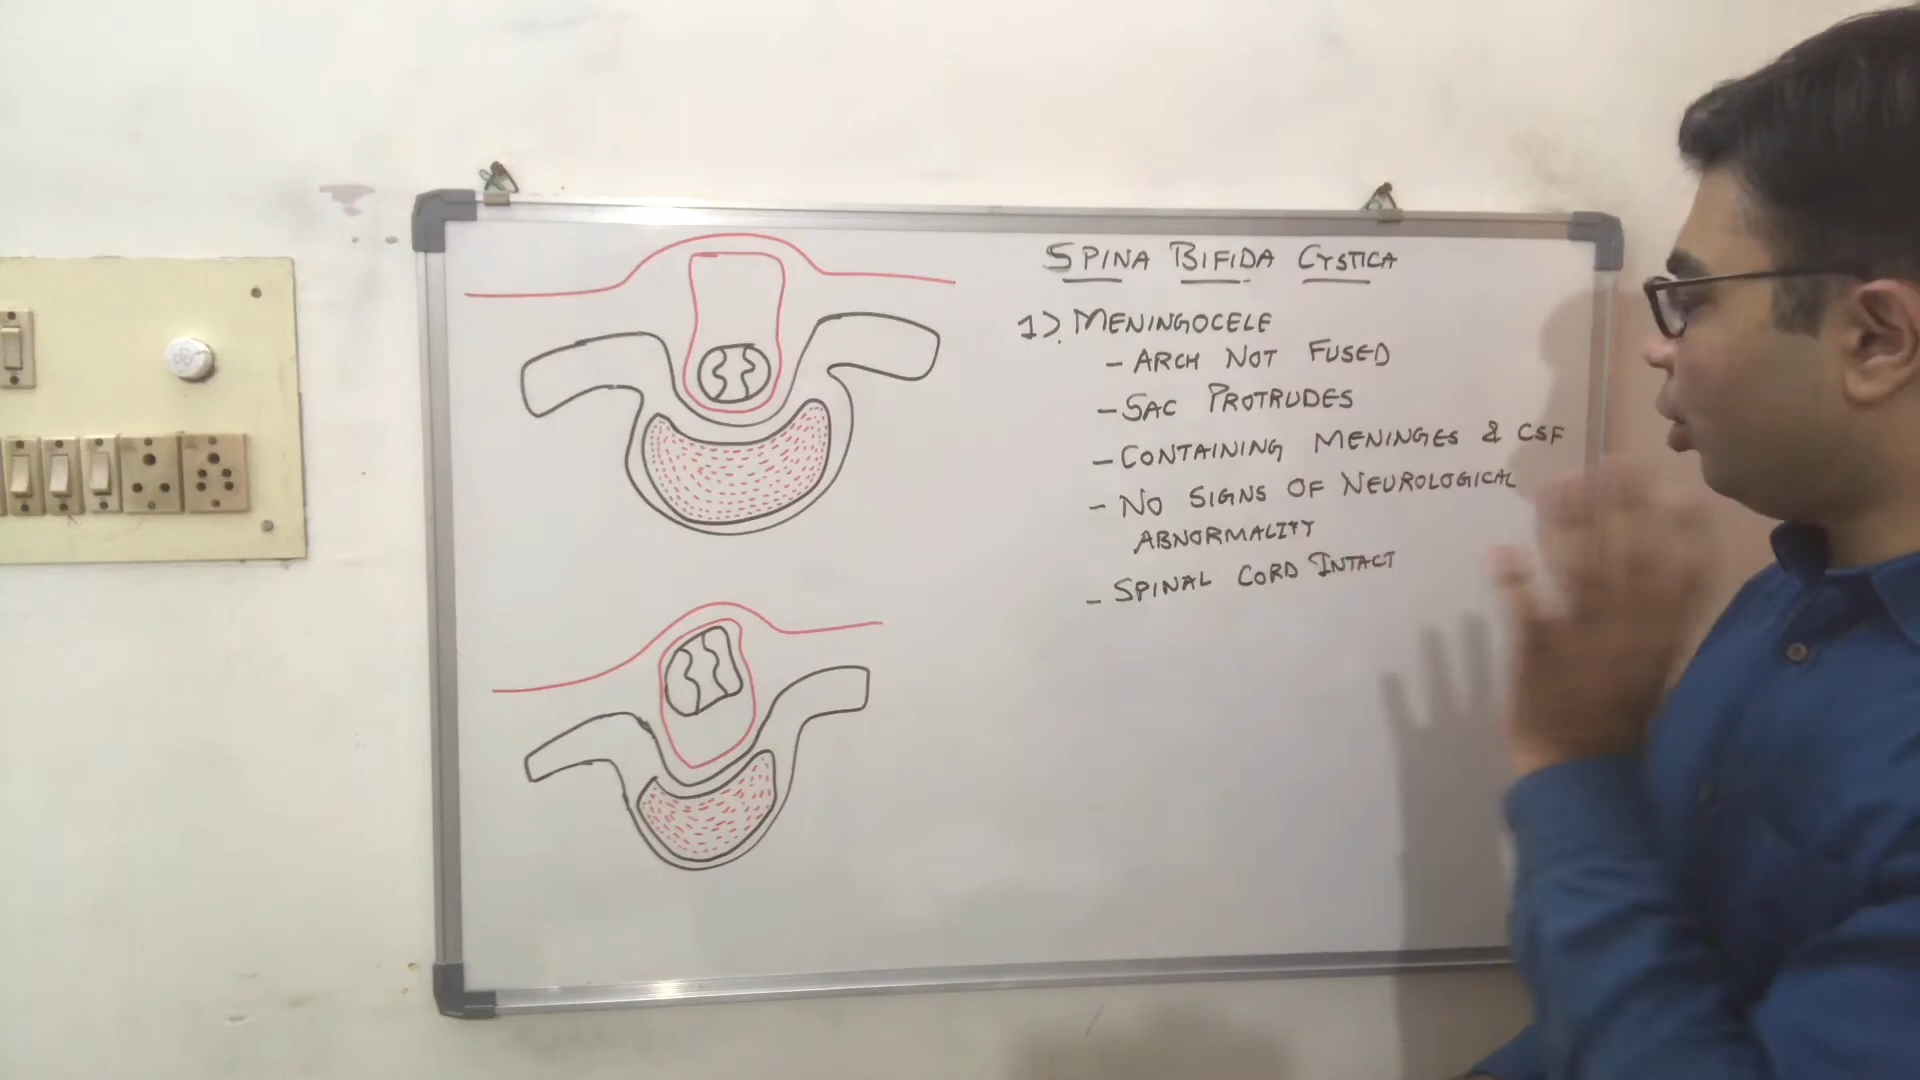 SPINA BIFIDA CYSTICA
1). MENINGOCELE
- ARCH NOT FUSED
- SAC PROTRUDES
- CONTAINING MENINGES & CSF
- NO SIGNS OF NEUROLOGICAL
ABNORMALITY
- SPINAL CORD INTACT